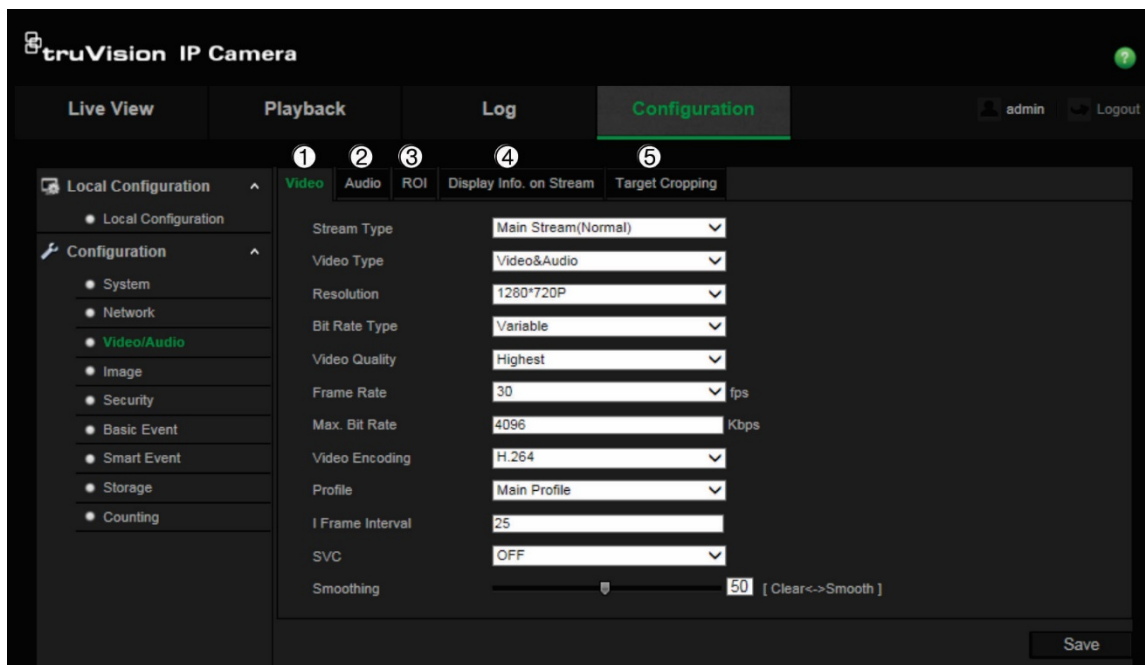 truVision IP Camera
?
Live View Playback Log Configuration admin Logout
① ② ③ ④ ⑤
Local Configuration
Local Configuration
Configuration
System
Network
Video/Audio
Image
Security
Basic Event
Smart Event
Storage
Counting
Video Audio ROI Display Info. on Stream Target Cropping
Stream Type Main Stream(Normal)
Video Type Video&Audio
Resolution 1280*720P
Bit Rate Type Variable
Video Quality Highest
Frame Rate 30 fps
Max. Bit Rate 4096 Kbps
Video Encoding H.264
Profile Main Profile
I Frame Interval 25
SVC OFF
Smoothing 50 [ Clear<->Smooth ]
Save